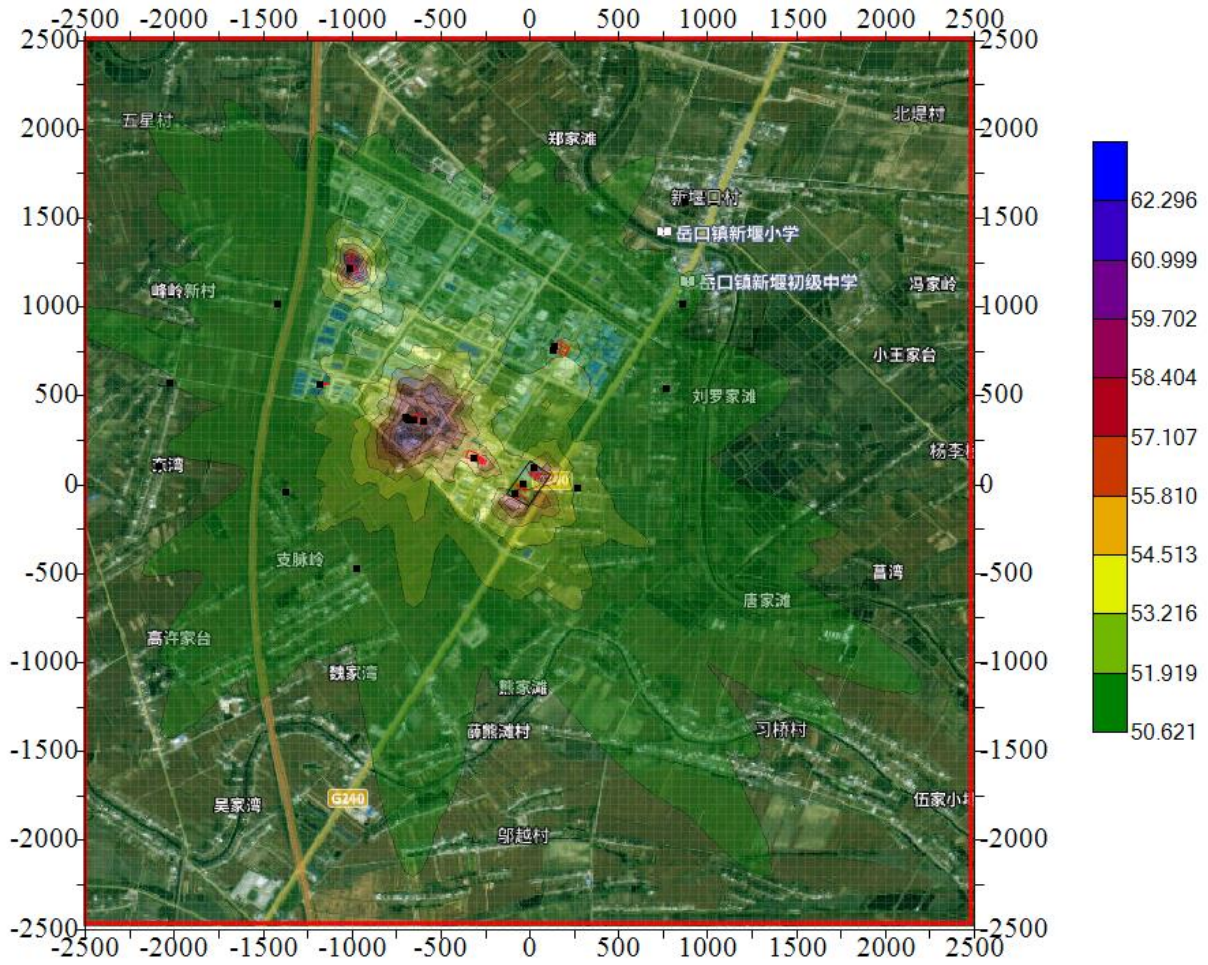 -2500 -2000 -1500 -1000 -500 0 500 1000 1500 2000 2500
2500 2500
五星村
2000 2000
北堤村
郑家滩
1500 1500
新堰口村
岳口镇新堰小学
岳口镇新堰初级中学
峰岭新村
冯家岭
1000 1000
小王家台
500 500
刘罗家滩
杨李
0 0
支脉岭
-500 -500
菖湾
唐家滩
高许家台
-1000 -1000
魏家湾
熊家滩
薛熊滩村
习桥村
-1500 -1500
G240
吴家湾
伍家小
邬越村
-2000 -2000
-2500 -2500
-2500 -2000 -1500 -1000 -500 0 500 1000 1500 2000 2500
62.296
60.999
59.702
58.404
57.107
55.810
54.513
53.216
51.919
50.621